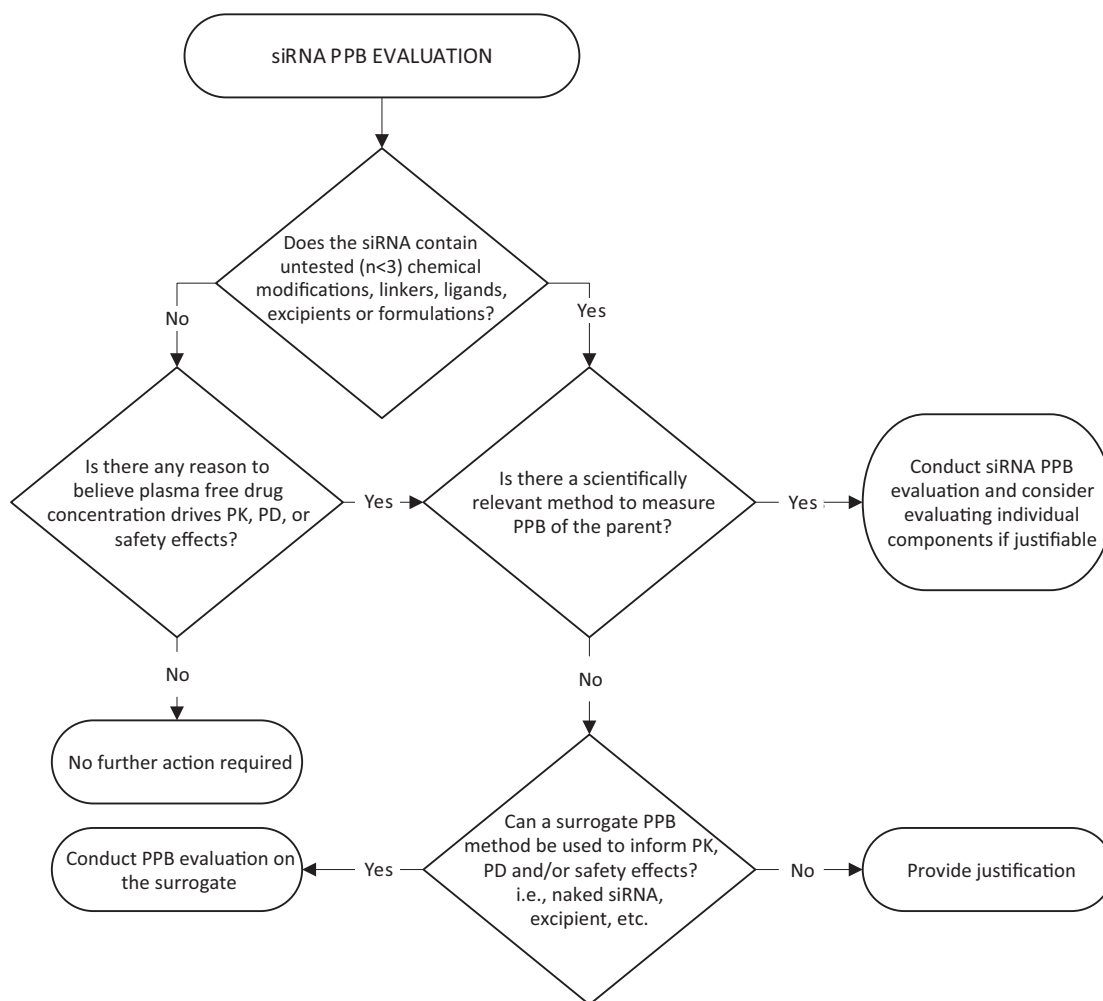 siRNA PPB EVALUATION
Does the siRNA contain
untested (n<3) chemical
modifications, linkers, ligands,
excipients or formulations?
No
Yes
Is there any reason to
believe plasma free drug
concentration drives PK, PD, or
safety effects?
Yes
Is there a scientifically
relevant method to measure
PPB of the parent?
Yes
Conduct siRNA PPB
evaluation and consider
evaluating individual
components if justifiable
No
No
No further action required
Can a surrogate PPB
method be used to inform PK,
PD and/or safety effects?
i.e., naked siRNA,
excipient, etc.
Yes
Conduct PPB evaluation on
the surrogate
No
Provide justification